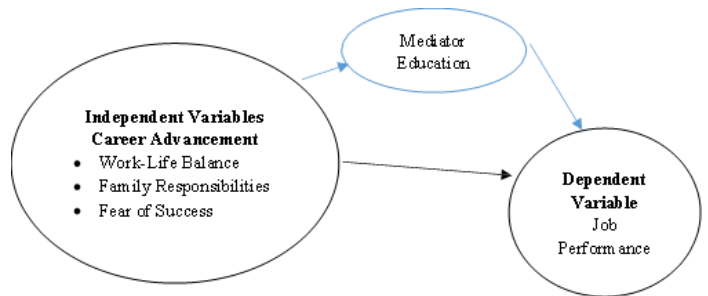 Mediator
Education
Independent Variables
Career Advancement
• Work-Life Balance
• Family Responsibilities
• Fear of Success
Dependent
Variable
Job
Performance